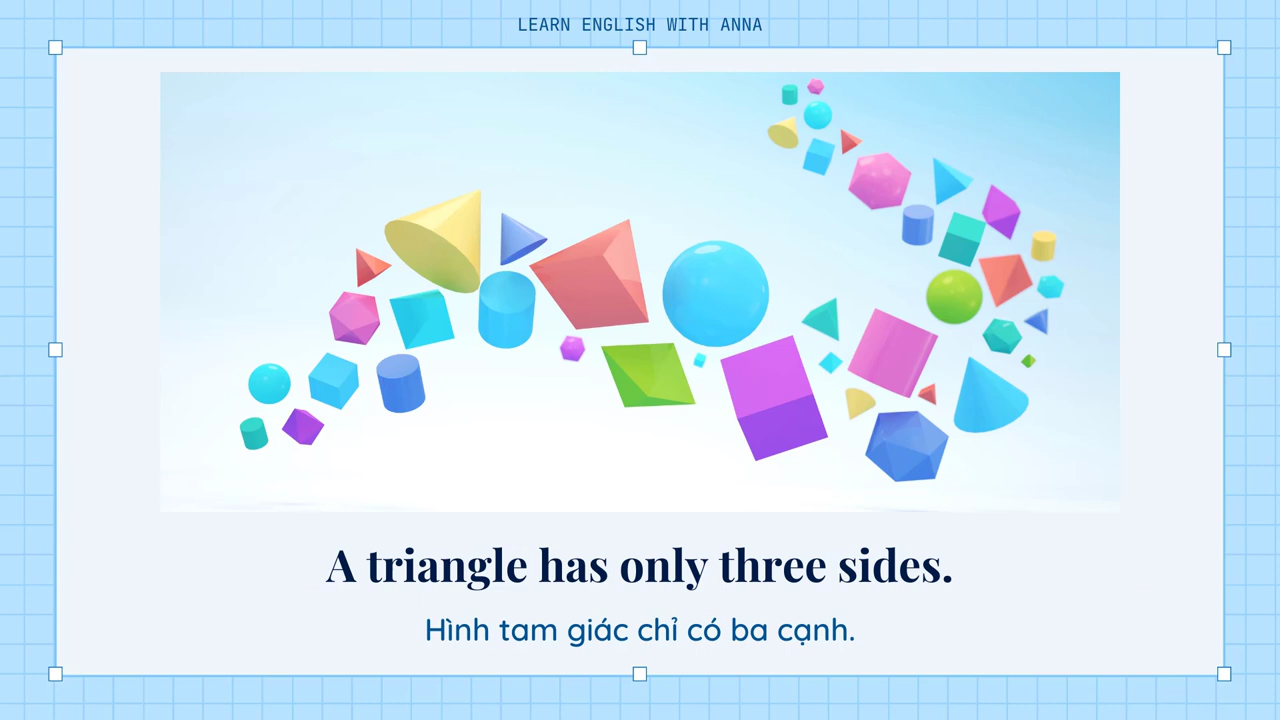 LEARN ENGLISH WITH ANNA
A triangle has only three sides.
Hình tam giác chỉ có ba cạnh.